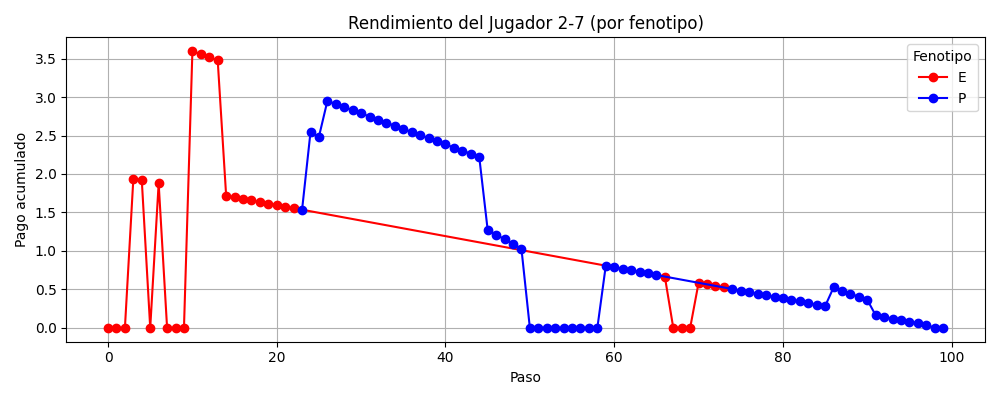 Rendimiento del Jugador 2-7 (por fenotipo)
Pago acumulado
3.5
3.0
2.5
2.0
1.5
1.0
0.5
0.0
Fenotipo
E
P
0
20
40
60
80
100
Paso